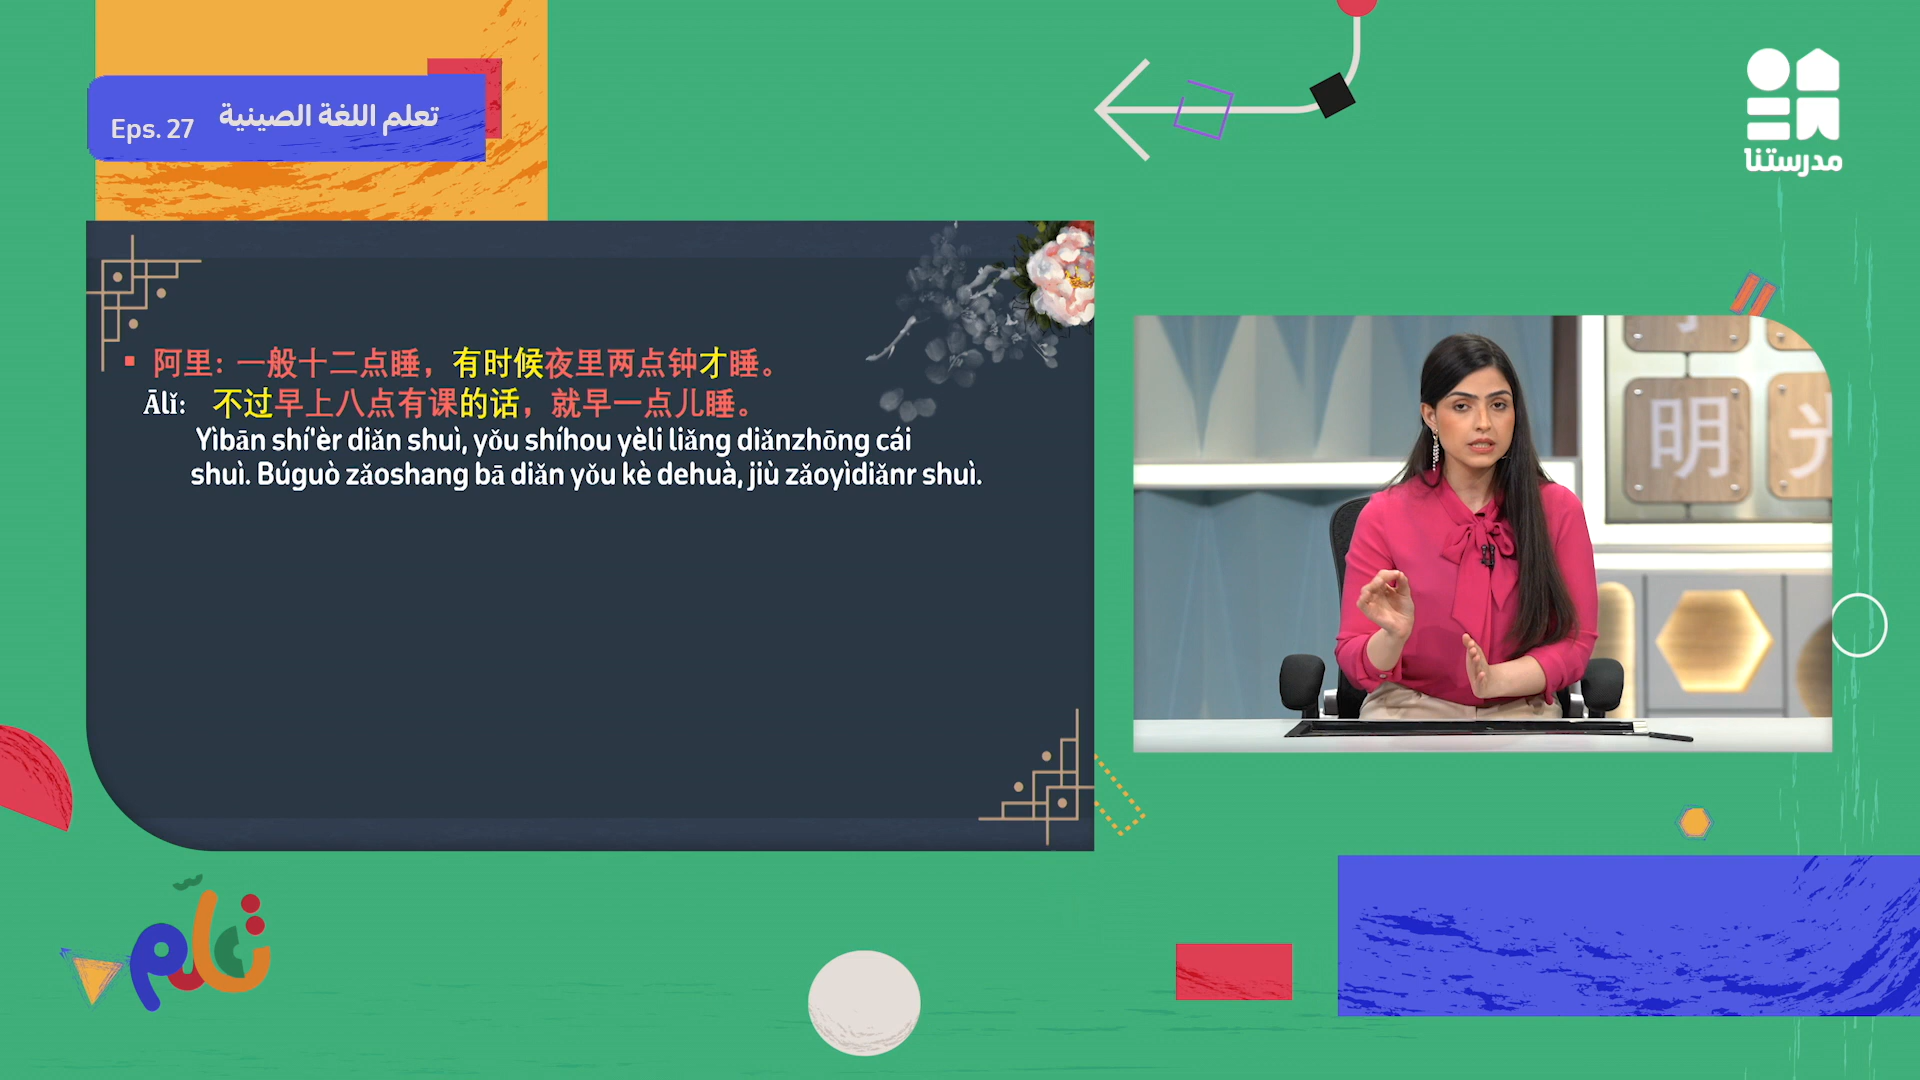 تعلم اللغة الصينية
Eps. 27
مدرستنا
▪ 阿里: 一般十二点睡，有时候夜里两点钟才睡。
Ālǐ: 不过早上八点有课的话，就早一点儿睡。
Yìbān shí'èr diǎn shuì, yǒu shíhou yèli liǎng diǎnzhōng cái
shuì. Búguò zǎoshang bā diǎn yǒu kè dehuà, jiù zǎoyìdiǎnr shuì.
明
光